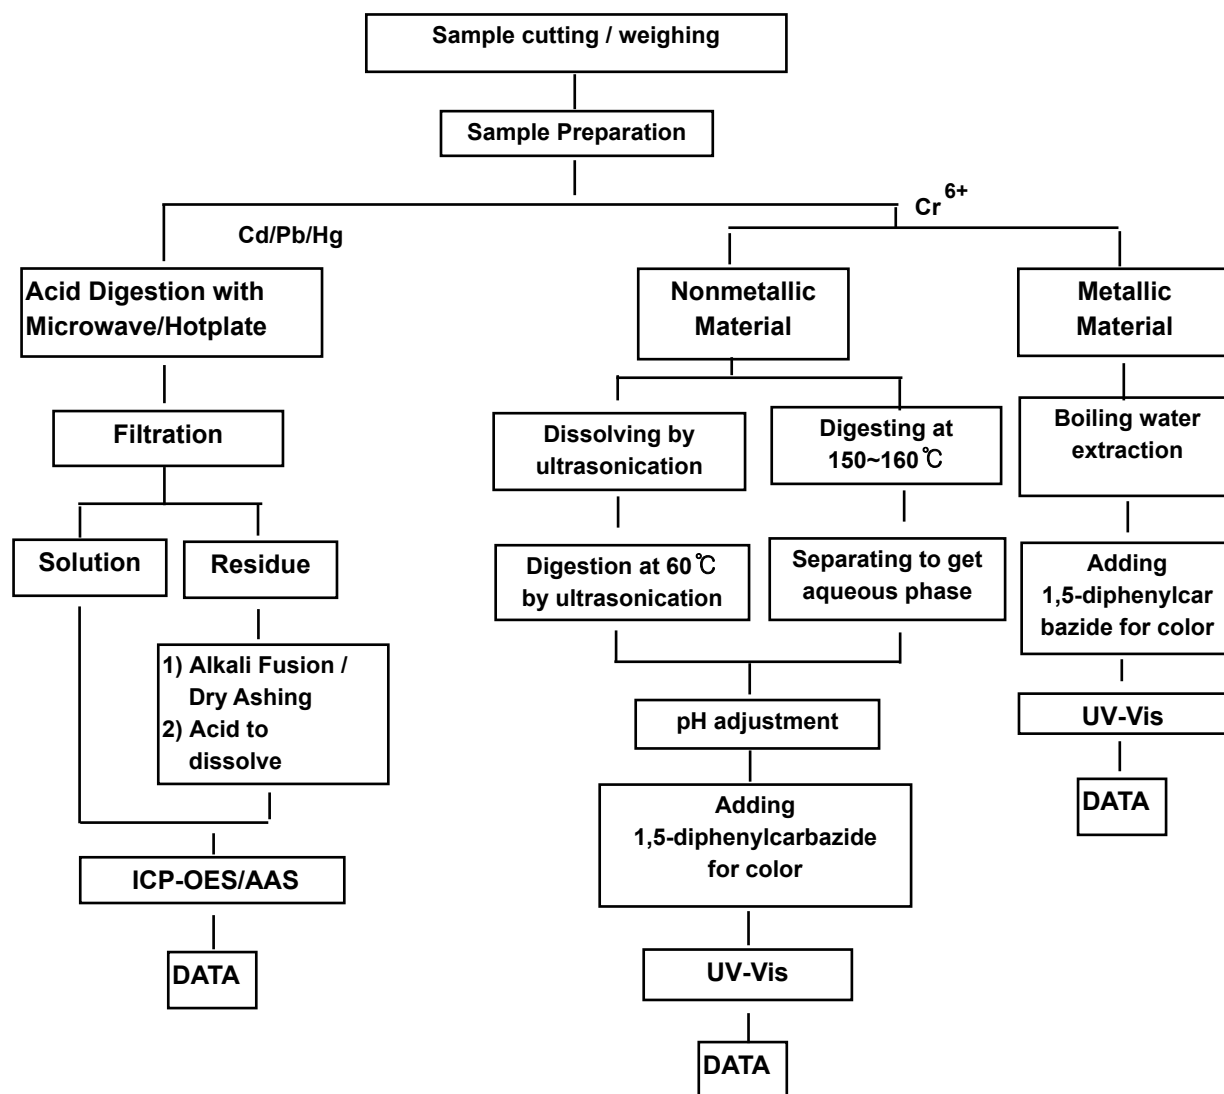 Sample cutting / weighing
Sample Preparation
Cr 6+
Cd/Pb/Hg
Acid Digestion with
Microwave/Hotplate
Nonmetallic
Material
Metallic
Material
Filtration
Dissolving by
ultrasonication
Digesting at
150~160℃
Boiling water
extraction
Solution
Residue
Digestion at 60℃
by ultrasonication
Separating to get
aqueous phase
Adding
1,5-diphenylcar
bazide for color
1) Alkali Fusion /
Dry Ashing
2) Acid to
dissolve
pH adjustment
UV-Vis
Adding
1,5-diphenylcarbazide
for color
DATA
ICP-OES/AAS
UV-Vis
DATA
DATA